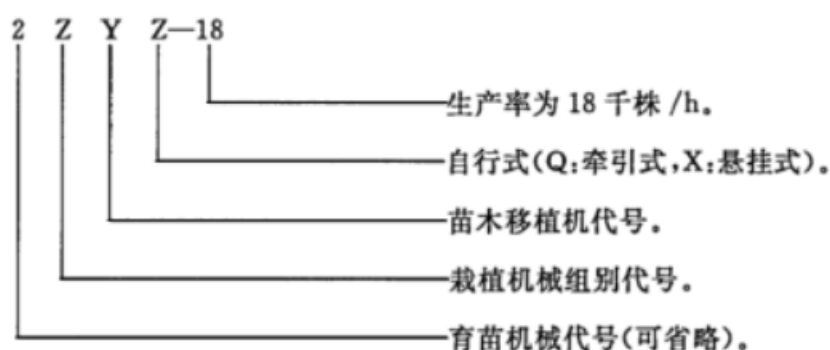 2 Z Y Z—18
生产率为 18 千株 /h。
自行式(Q:牵引式,X:悬挂式)。
苗木移植机代号。
栽植机械组别代号。
育苗机械代号(可省略)。